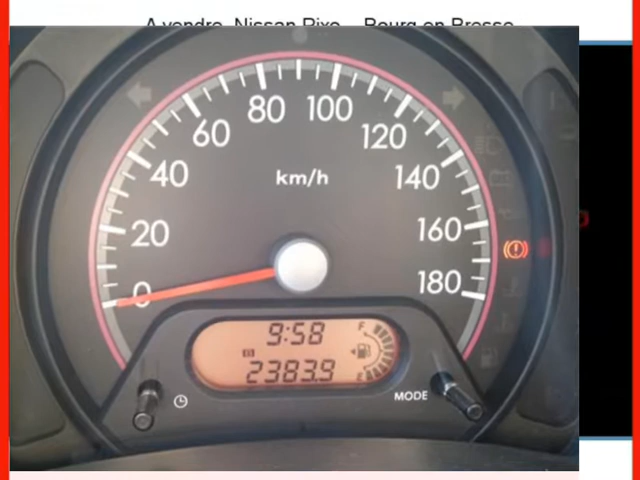 A vendre Nissan Pixo - Bourg en Bresse
80 100
60 120
40 km/h 140
20 160
0 180
9:58 F
2383.9 E
MODE